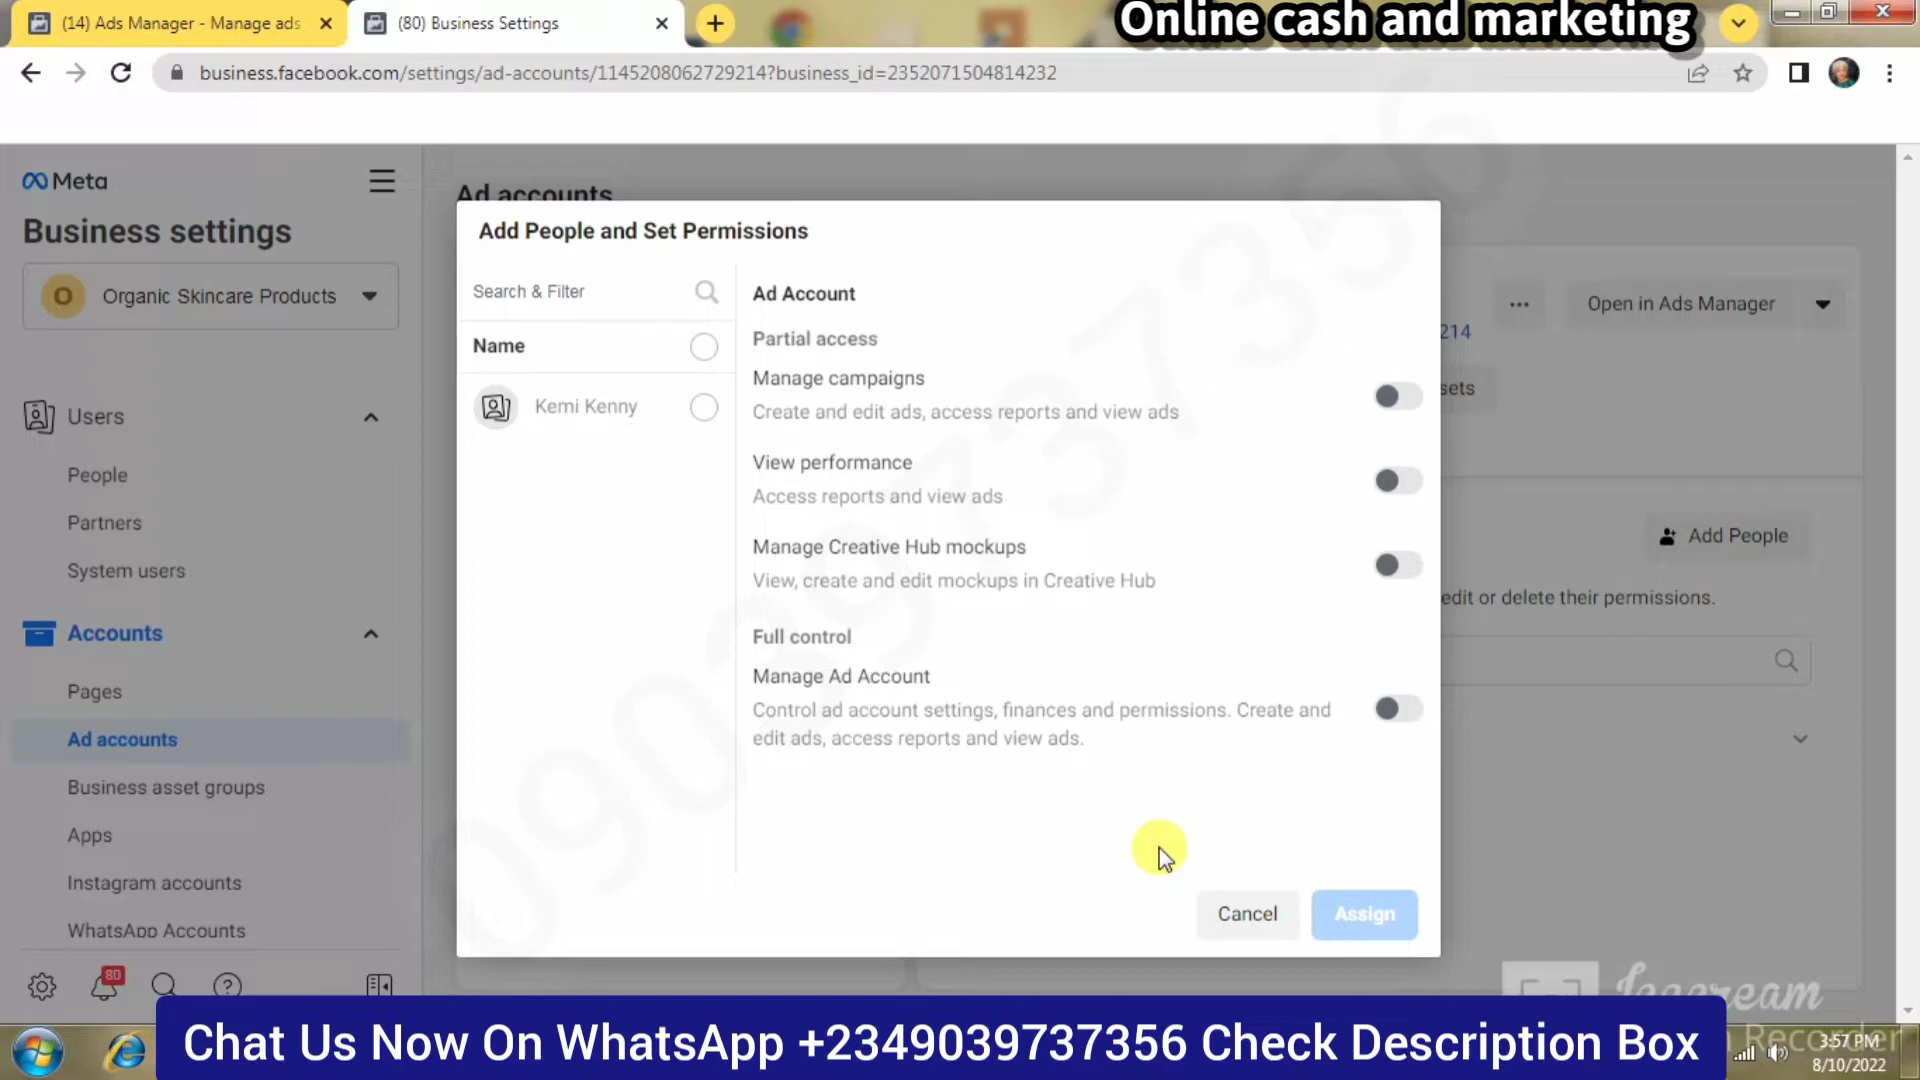 (14) Ads Manager - Manage ads
(80) Business Settings
Online cash and marketing
business.facebook.com/settings/ad-accounts/1145208062729214?business_id=2352071504814232
Meta
Business settings
O Organic Skincare Products
Users
People
Partners
System users
Accounts
Pages
Ad accounts
Business asset groups
Apps
Instagram accounts
WhatsApp Accounts
80
Ad accounts
Add People and Set Permissions
Search & Filter
Name
Kemi Kenny
Ad Account
Partial access
Manage campaigns
Create and edit ads, access reports and view ads
View performance
Access reports and view ads
Manage Creative Hub mockups
View, create and edit mockups in Creative Hub
Full control
Manage Ad Account
Control ad account settings, finances and permissions. Create and
edit ads, access reports and view ads.
Cancel
Assign
Open in Ads Manager
214
sets
Add People
edit or delete their permissions.
09039737356
Icecream
Recorder
Chat Us Now On WhatsApp +2349039737356 Check Description Box
3:57 PM
8/10/2022